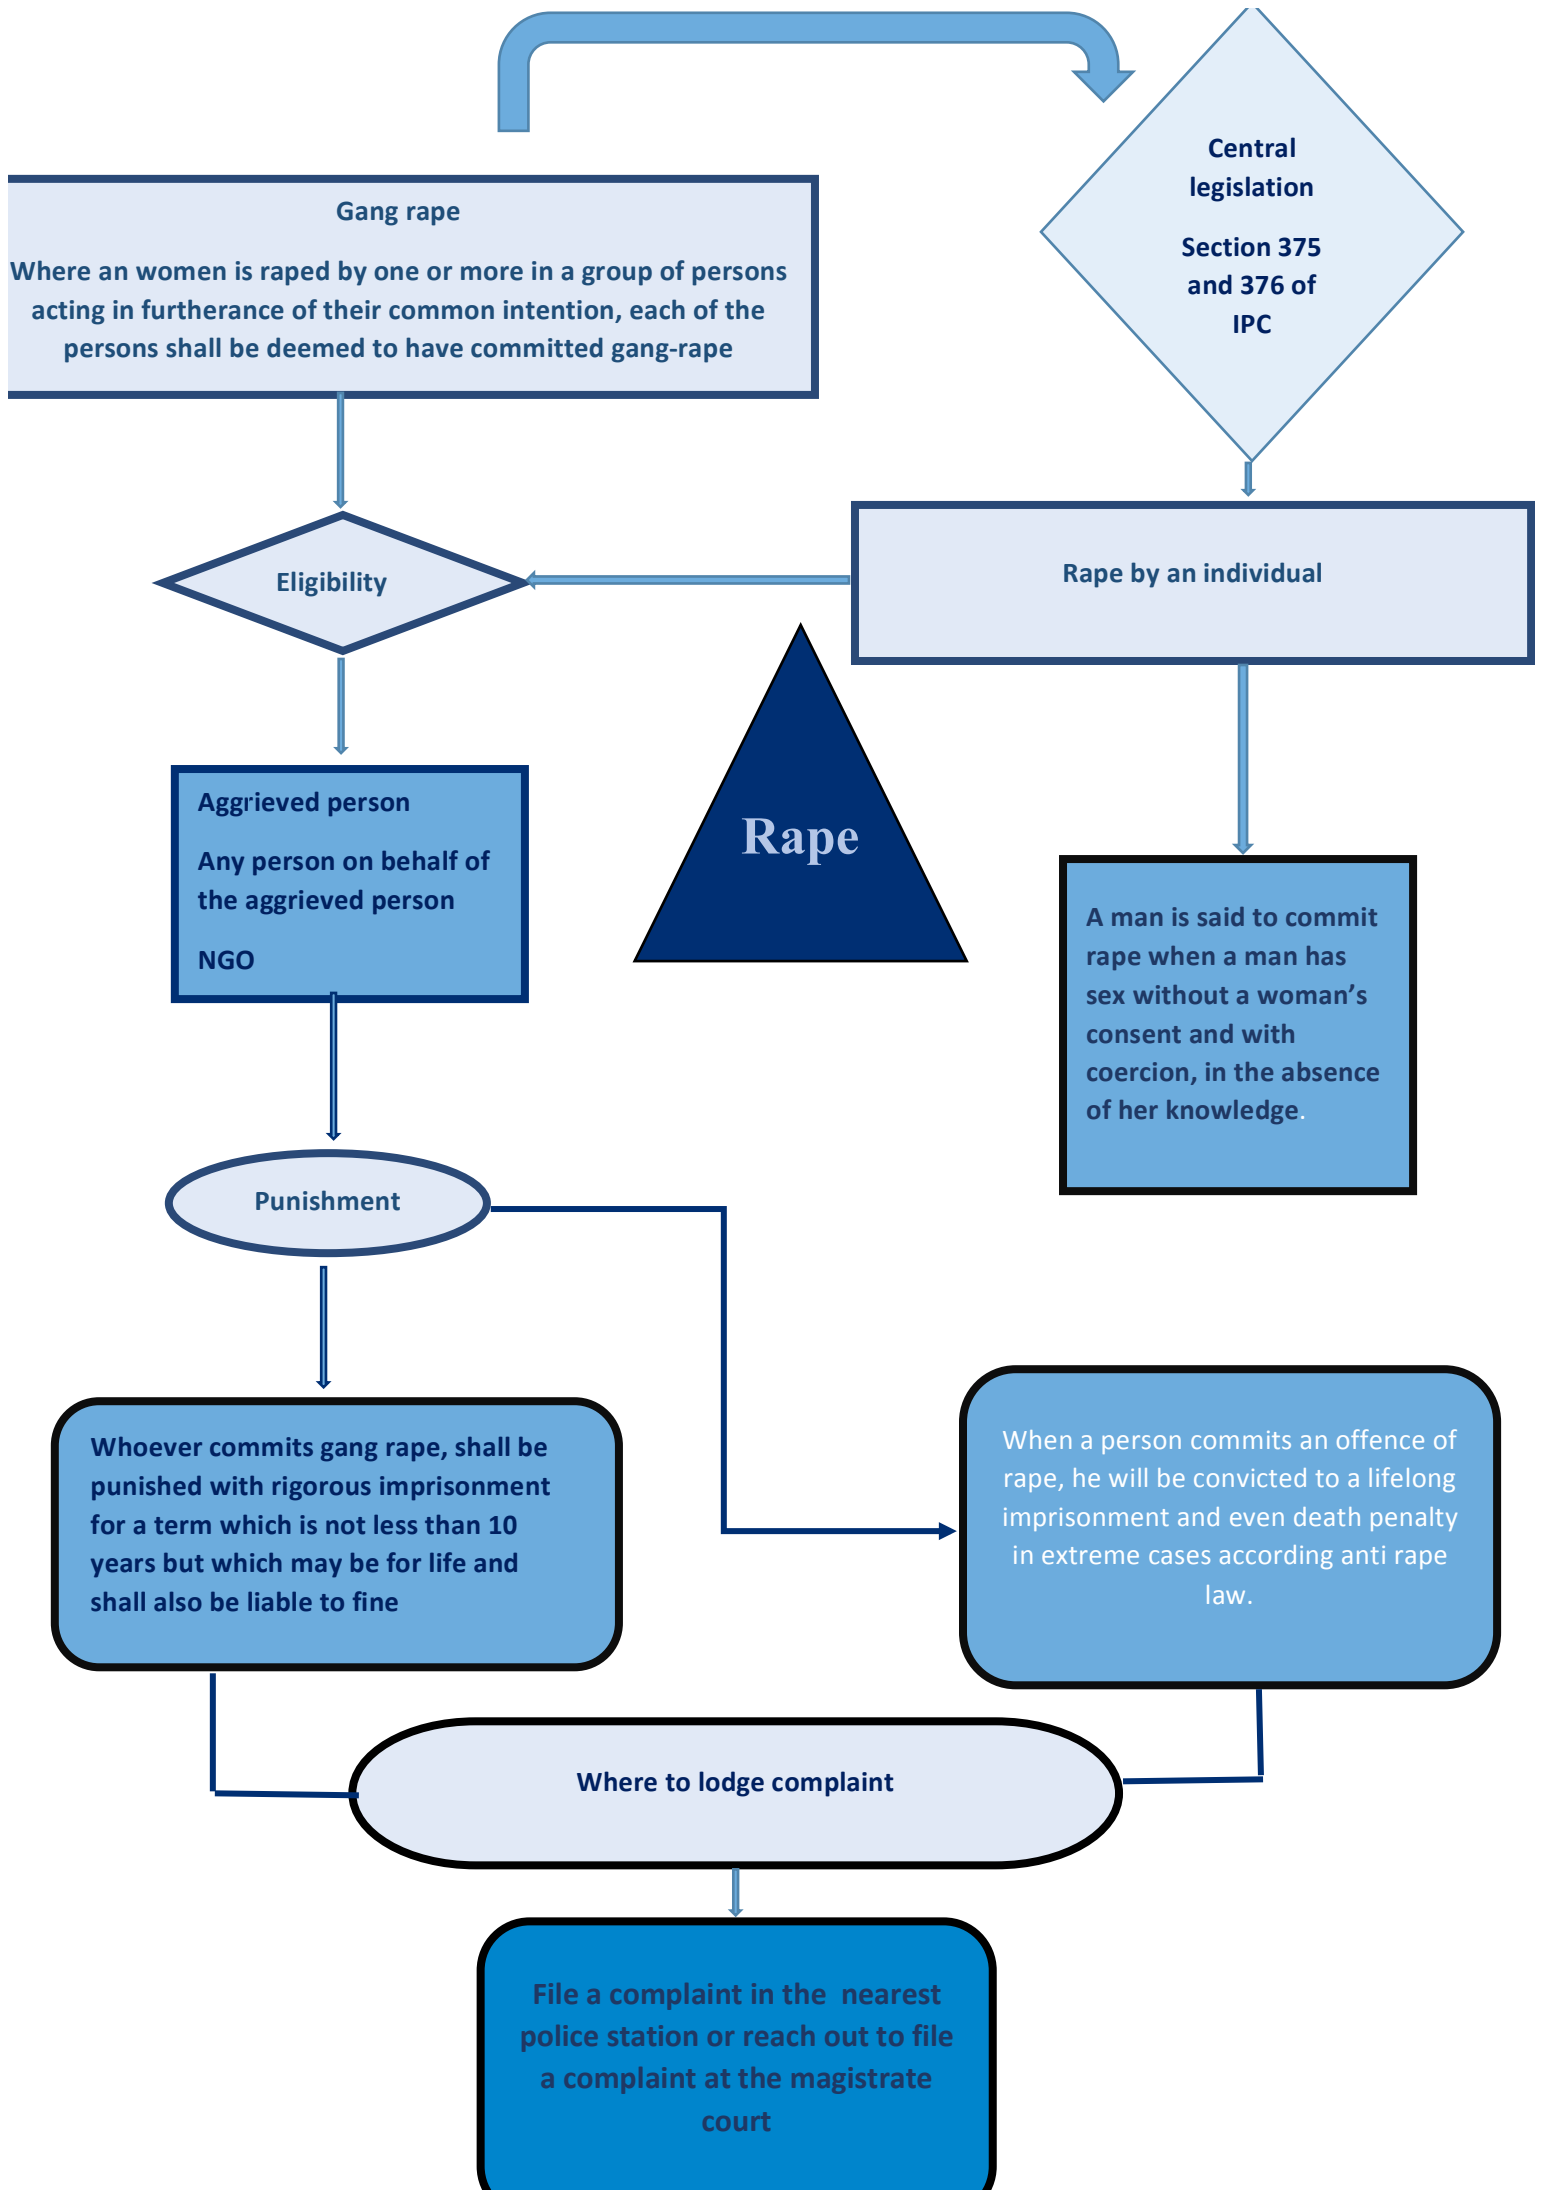 Central
legislation
Section 375
and 376 of
IPC
Gang rape
Where an women is raped by one or more in a group of persons
acting in furtherance of their common intention, each of the
persons shall be deemed to have committed gang-rape
Rape by an individual
Eligibility
Aggrieved person
Any person on behalf of
the aggrieved person
NGO
Rape
A man is said to commit
rape when a man has
sex without a woman’s
consent and with
coercion, in the absence
of her knowledge.
Punishment
Whoever commits gang rape, shall be
punished with rigorous imprisonment
for a term which is not less than 10
years but which may be for life and
shall also be liable to fine
When a person commits an offence of
rape, he will be convicted to a lifelong
imprisonment and even death penalty
in extreme cases according anti rape
law.
Where to lodge complaint
File a complaint in the  nearest
police station or reach out to file
a complaint at the magistrate
court